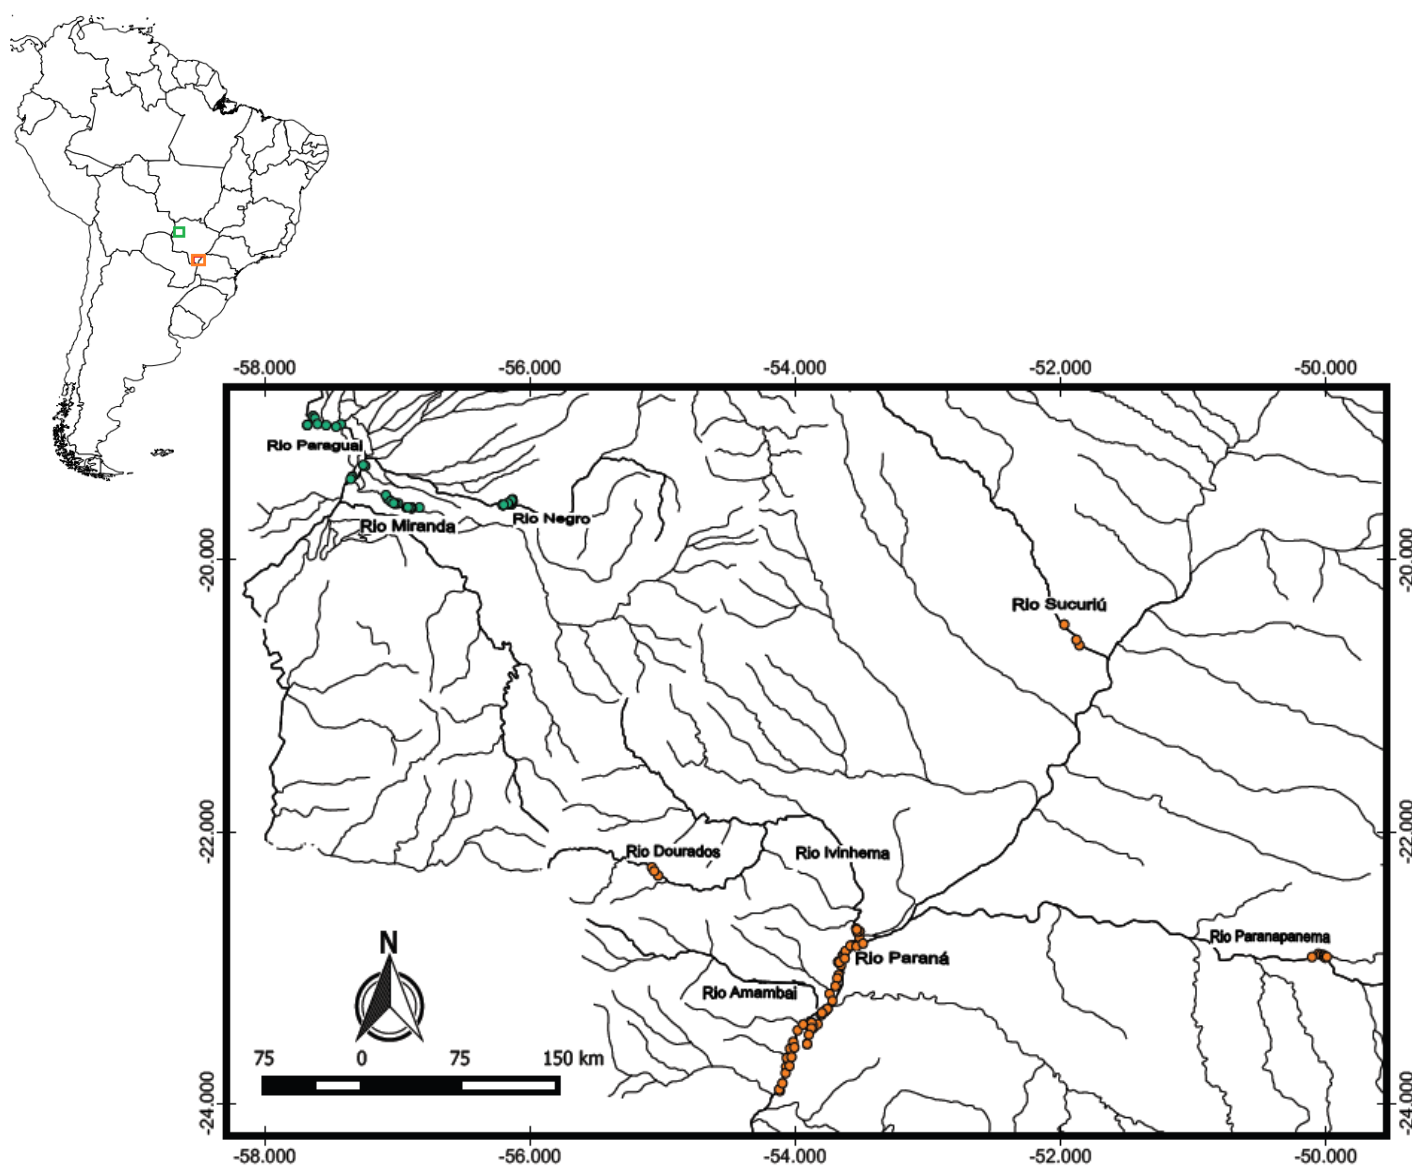 -58.000 -56.000 -54.000 -52.000 -50.000
Rio Paraguai
Rio Miranda
Rio Negro
-20.000
-20.000
Rio Sucuriú
-22.000
-22.000
Rio Dourados
Rio Ivinhema
Rio Paranapanema
N
Rio Paraná
Rio Amambai
75 0 75 150 km
-24.000
-24.000
-58.000 -56.000 -54.000 -52.000 -50.000